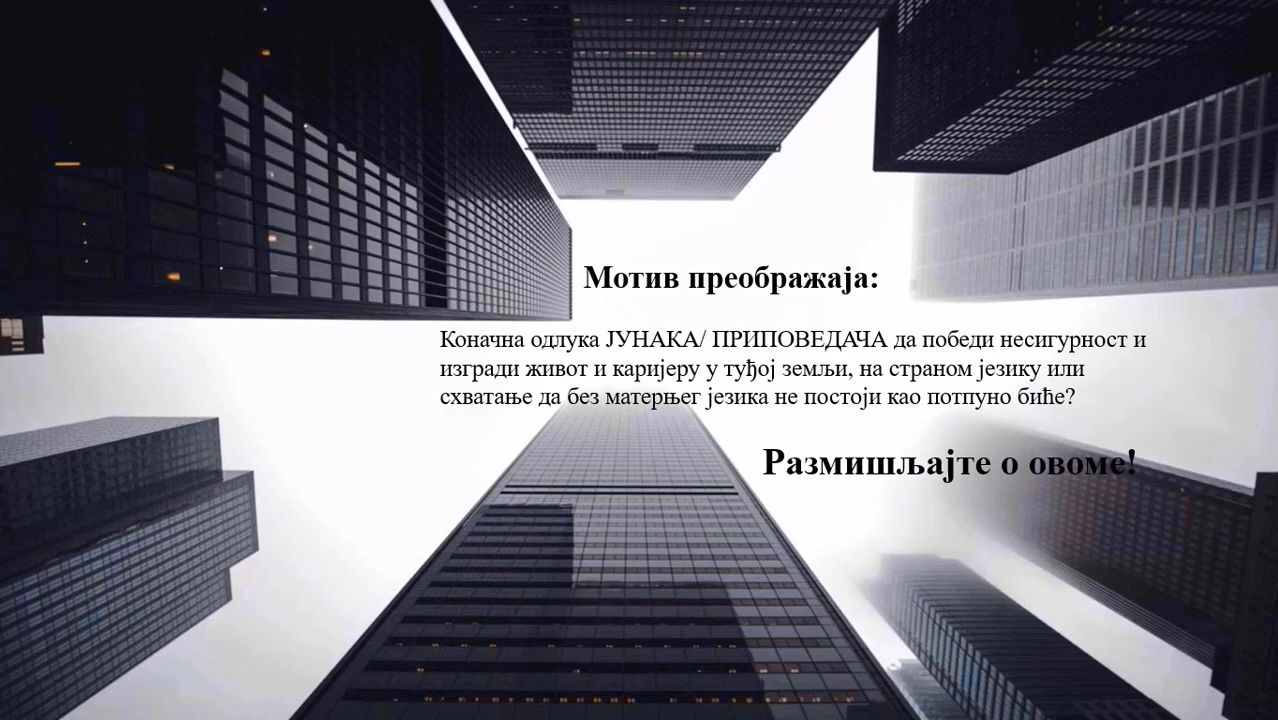 Мотив преображаја:
Коначна одлука ЈУНАКА/ ПРИПОВЕДАЧА да победи несигурност и
изгради живот и каријеру у туђој земљи, на страном језику или
схватање да без матерњег језика не постоји као потпуно биће?
Размишљајте о овоме!